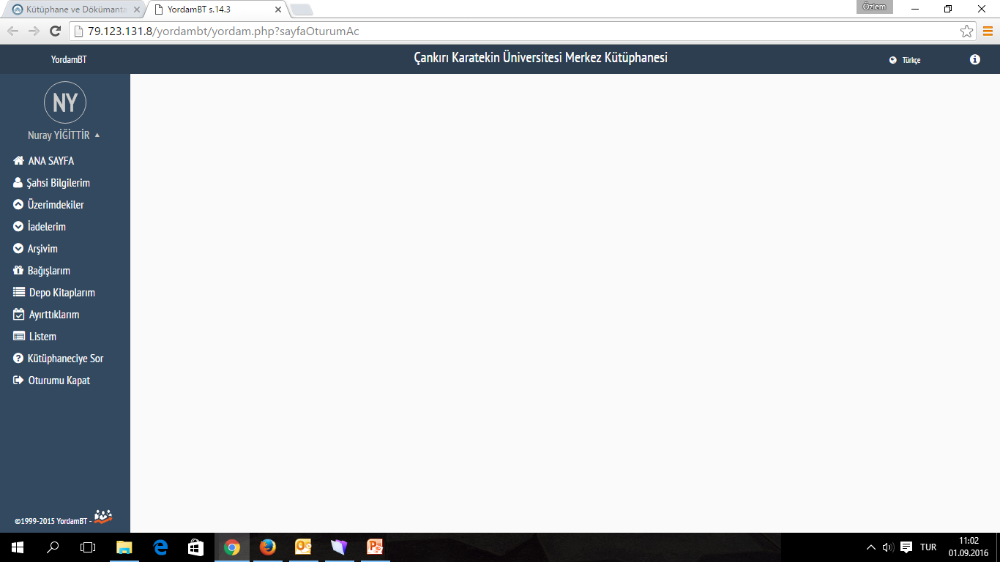 Kütüphane ve Dökümanta
YordamBT s.14.3
Özlem
79.123.131.8/yordambt/yordam.php?sayfaOturumAc
YordamBT
Çankırı Karatekin Üniversitesi Merkez Kütüphanesi
Türkçe
NY
Nuray YİĞİTTİR
ANA SAYFA
Şahsi Bilgilerim
Üzerimdekiler
İadelerim
Arşivim
Bağışlarım
Depo Kitaplarım
Ayırttıklarım
Listem
Kütüphaneciye Sor
Oturumu Kapat
©1999-2015 YordamBT -
TUR
11:02
01.09.2016